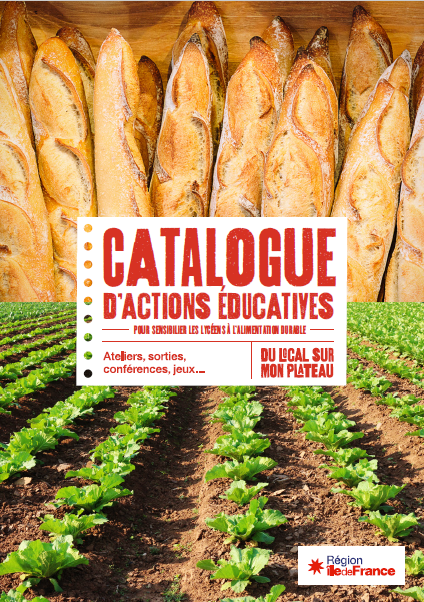 CATALOGUE
D'ACTIONS ÉDUCATIVES
POUR SENSIBILIER LES LYCÉENS À L'ALIMENTATION DURABLE
Ateliers, sorties,
conférences, jeux...
DU LOCAL SUR
MON PLATEAU
Région
îledeFrance